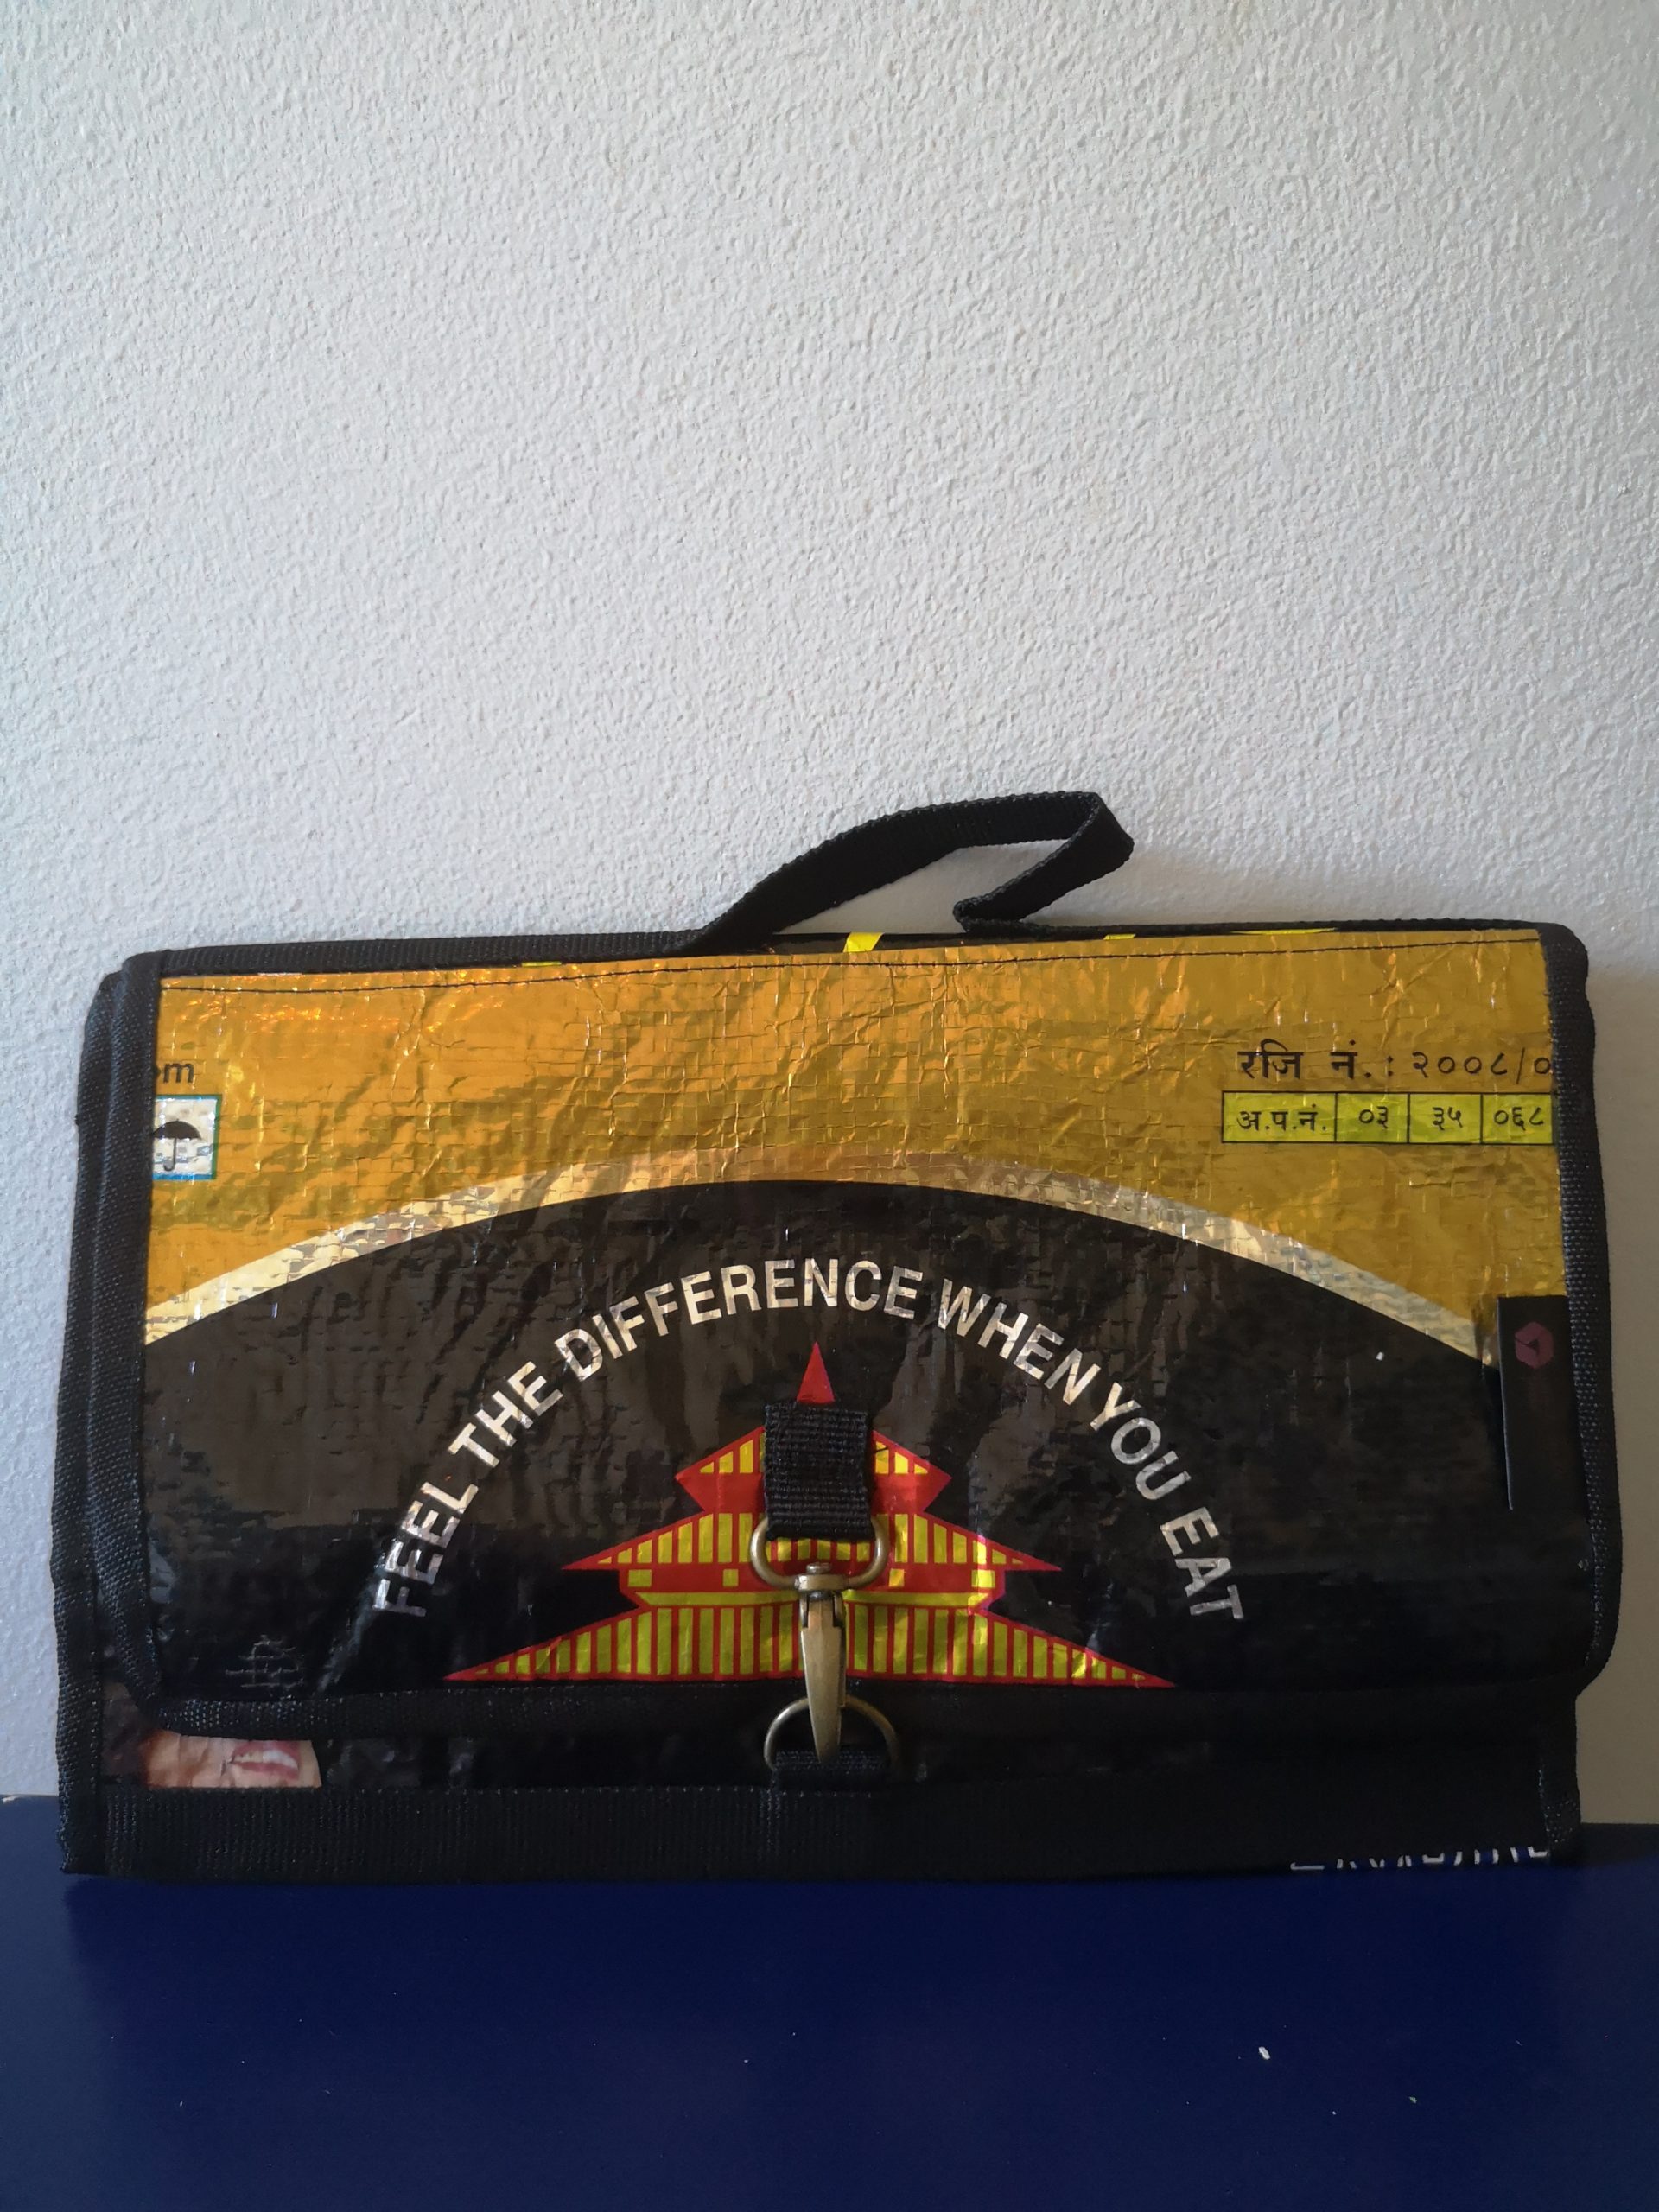 रजि नं.: २००८/०
अ.प.नं. ०३ ३५ ०६८
FEEL THE DIFFERENCE WHEN YOU EAT